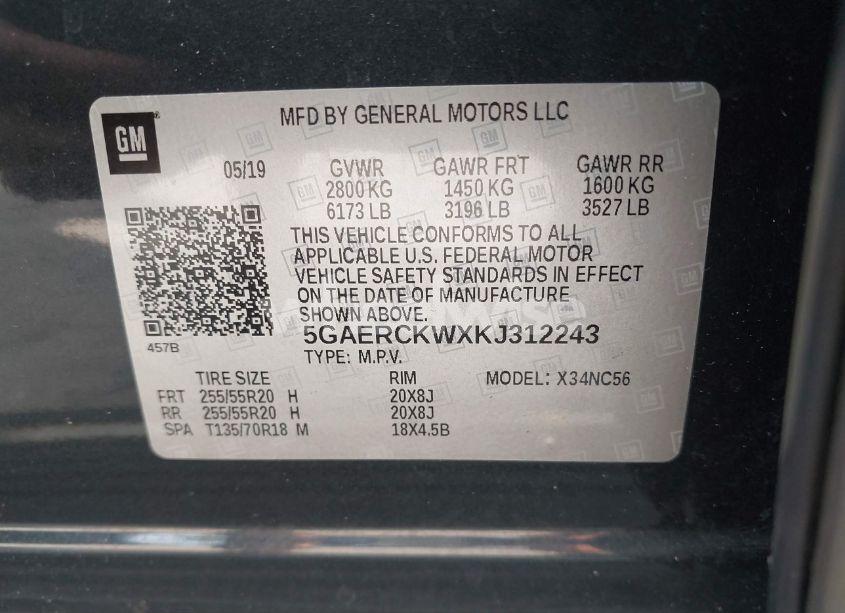 MFD BY GENERAL MOTORS LLC
GM
05/19 GVWR GAWR FRT GAWR RR
2800 KG 1450 KG 1600 KG
6173 LB 3196 LB 3527 LB
THIS VEHICLE CONFORMS TO ALL
APPLICABLE U.S. FEDERAL MOTOR
VEHICLE SAFETY STANDARDS IN EFFECT
ON THE DATE OF MANUFACTURE
SHOWN ABOVE.
5GAERCKWXKJ312243
457B
TYPE: M.P.V.
TIRE SIZE RIM MODEL: X34NC56
FRT 255/55R20 H 20X8J
RR 255/55R20 H 20X8J
SPA T135/70R18 M 18X4.5B